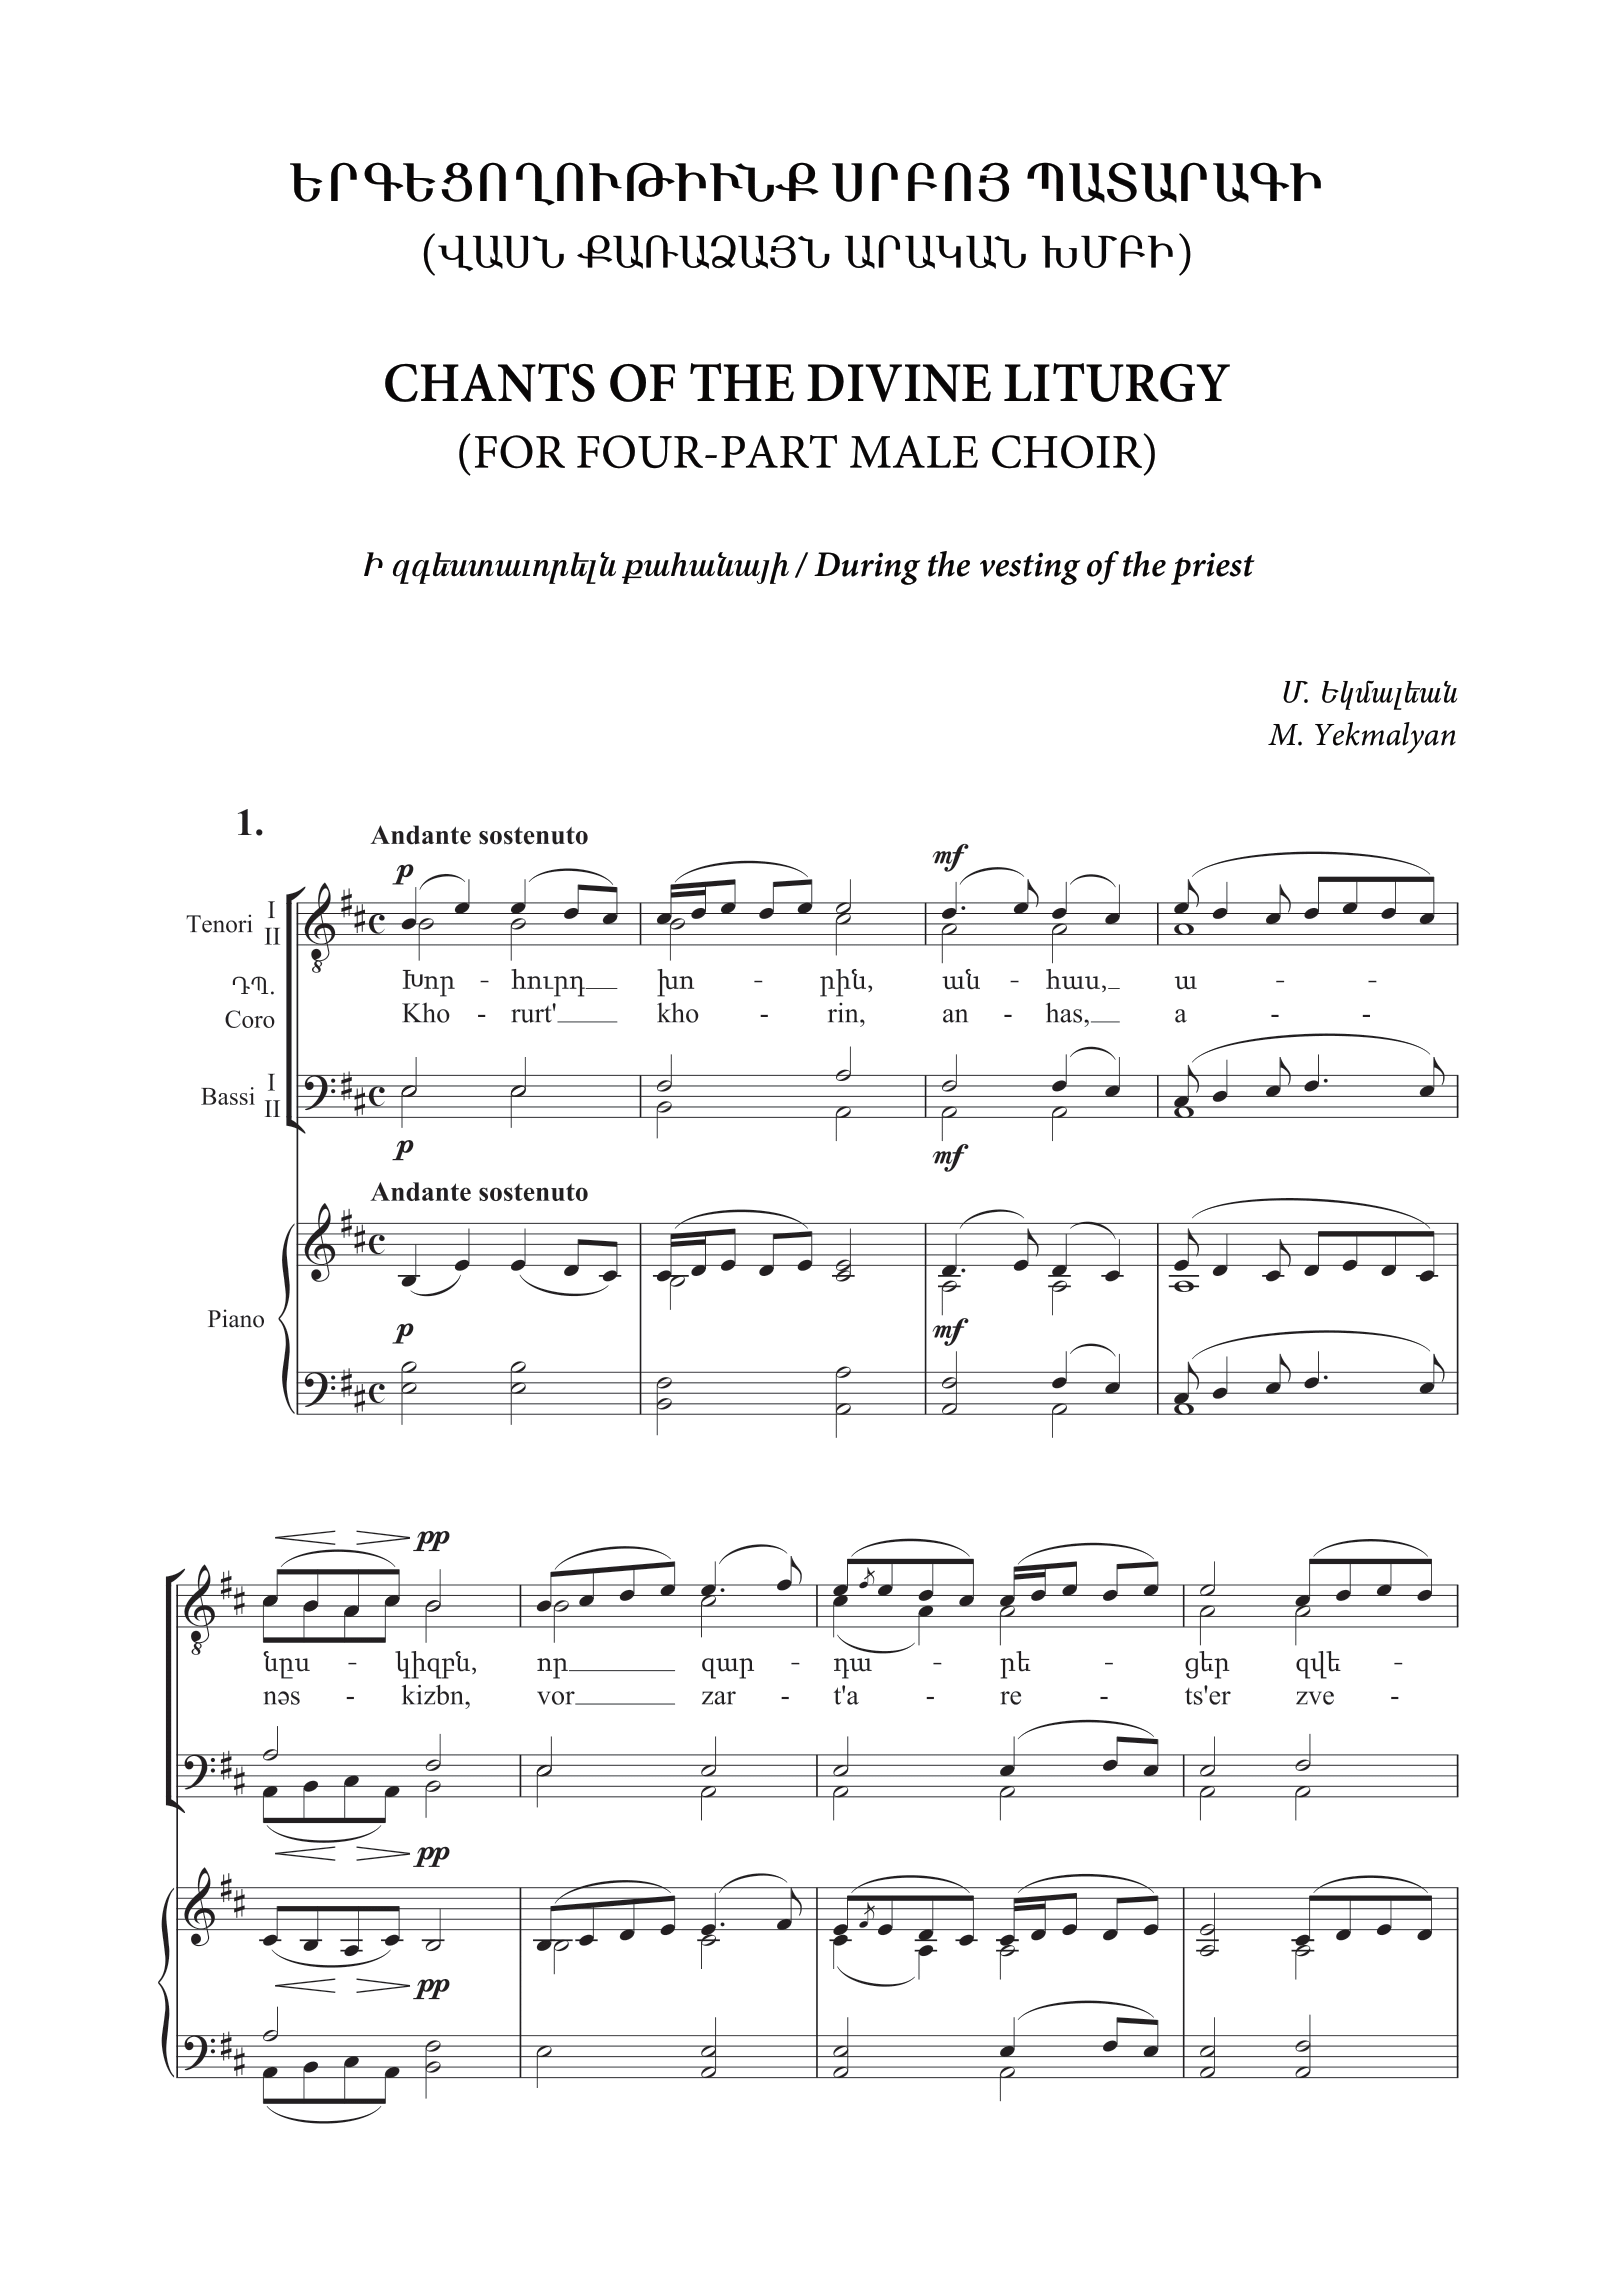 ԵՐԳԵՑՈՂՈՒԹԻՒՆՔ ՍՐԲՈՅ ՊԱՏԱՐԱԳԻ
(ՎԱՍՆ ՔԱՌԱՁԱՅՆ ԱՐԱԿԱՆ ԽՄԲԻ)
CHANTS OF THE DIVINE LITURGY
(FOR FOUR-PART MALE CHOIR)
Ի զգեստաւորելն քահանայի / During the vesting of the priest
Մ. Եկմալեան
M. Yekmalyan
1.
Andante sostenuto
p mf
Tenori I II
ԴՊ. Խոր - հուրդ խո - րին, ան - հաս, ա - -
Coro Kho - rurt' kho - rin, an - has, a - -
Bassi I II
p mf
Andante sostenuto
Piano
p mf
pp
նըս - կիզբն, որ զար - դա - րե - ցեր զվե -
nəs - kizbn, vor zar - t'a - re - ts'er zve -
pp
pp